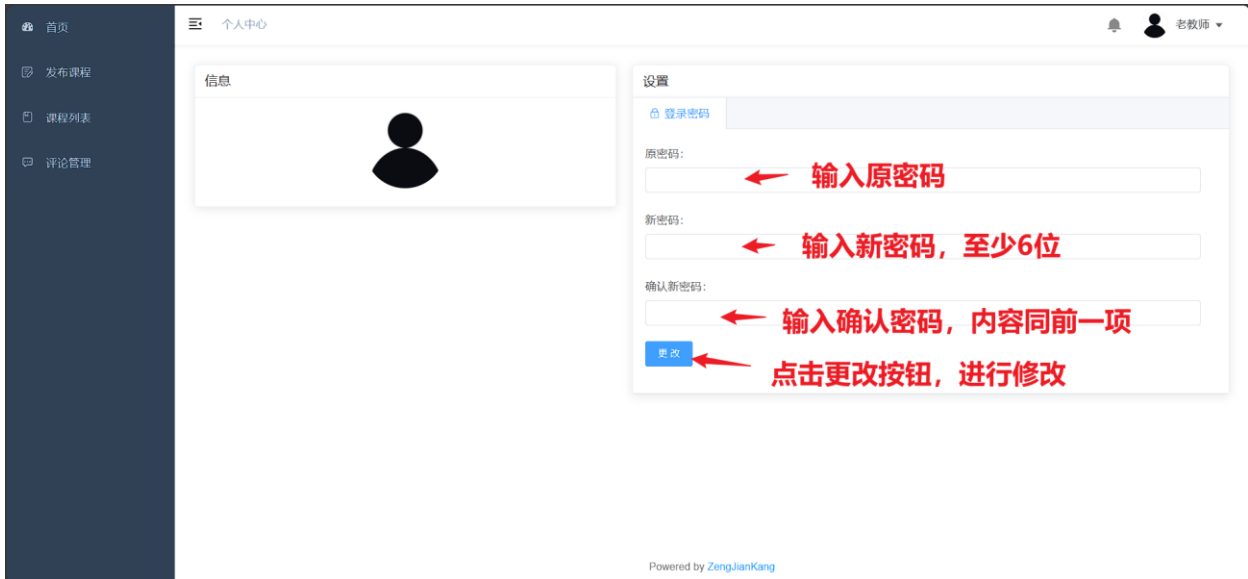 首页
发布课程
课程列表
评论管理
个人中心
老教师
信息
设置
登录密码
原密码：
输入原密码
新密码：
输入新密码，至少6位
确认新密码：
输入确认密码，内容同前一项
更改
点击更改按钮，进行修改
Powered by ZengJianKang